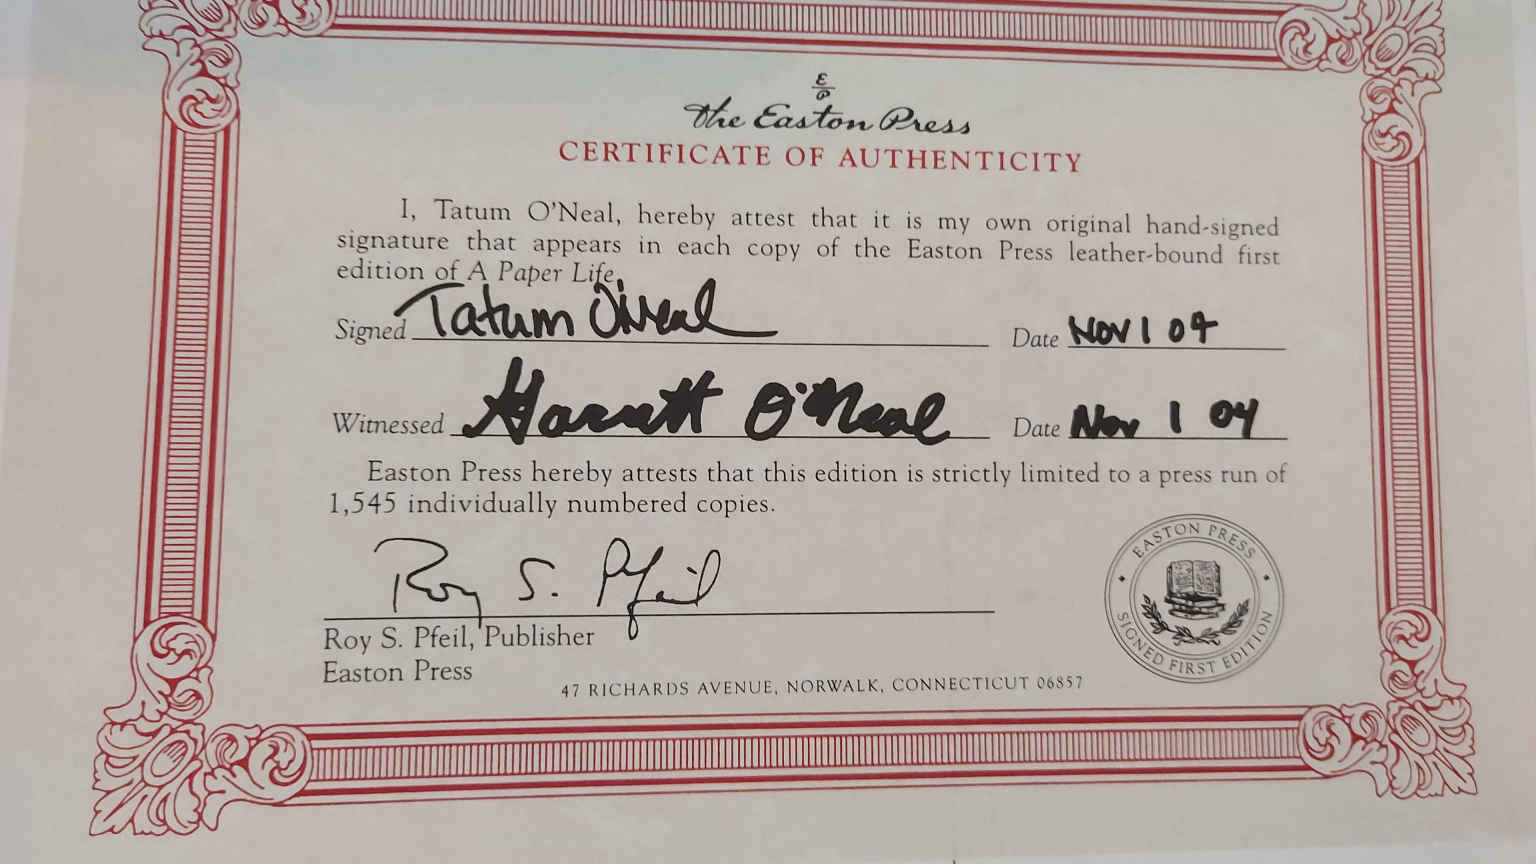 E
P
the Easton Press
CERTIFICATE OF AUTHENTICITY
I, Tatum O'Neal, hereby attest that it is my own original hand-signed
signature that appears in each copy of the Easton Press leather-bound first
edition of A Paper Life.
Signed Tatum O'Neal Date Nov 1 04
Witnessed Garrett O'Neal Date Nov 1 04
Easton Press hereby attests that this edition is strictly limited to a press run of
1,545 individually numbered copies.
Roy S. Pfeil
Roy S. Pfeil, Publisher
Easton Press
EASTON PRESS
SIGNED FIRST EDITION
47 RICHARDS AVENUE, NORWALK, CONNECTICUT 06857